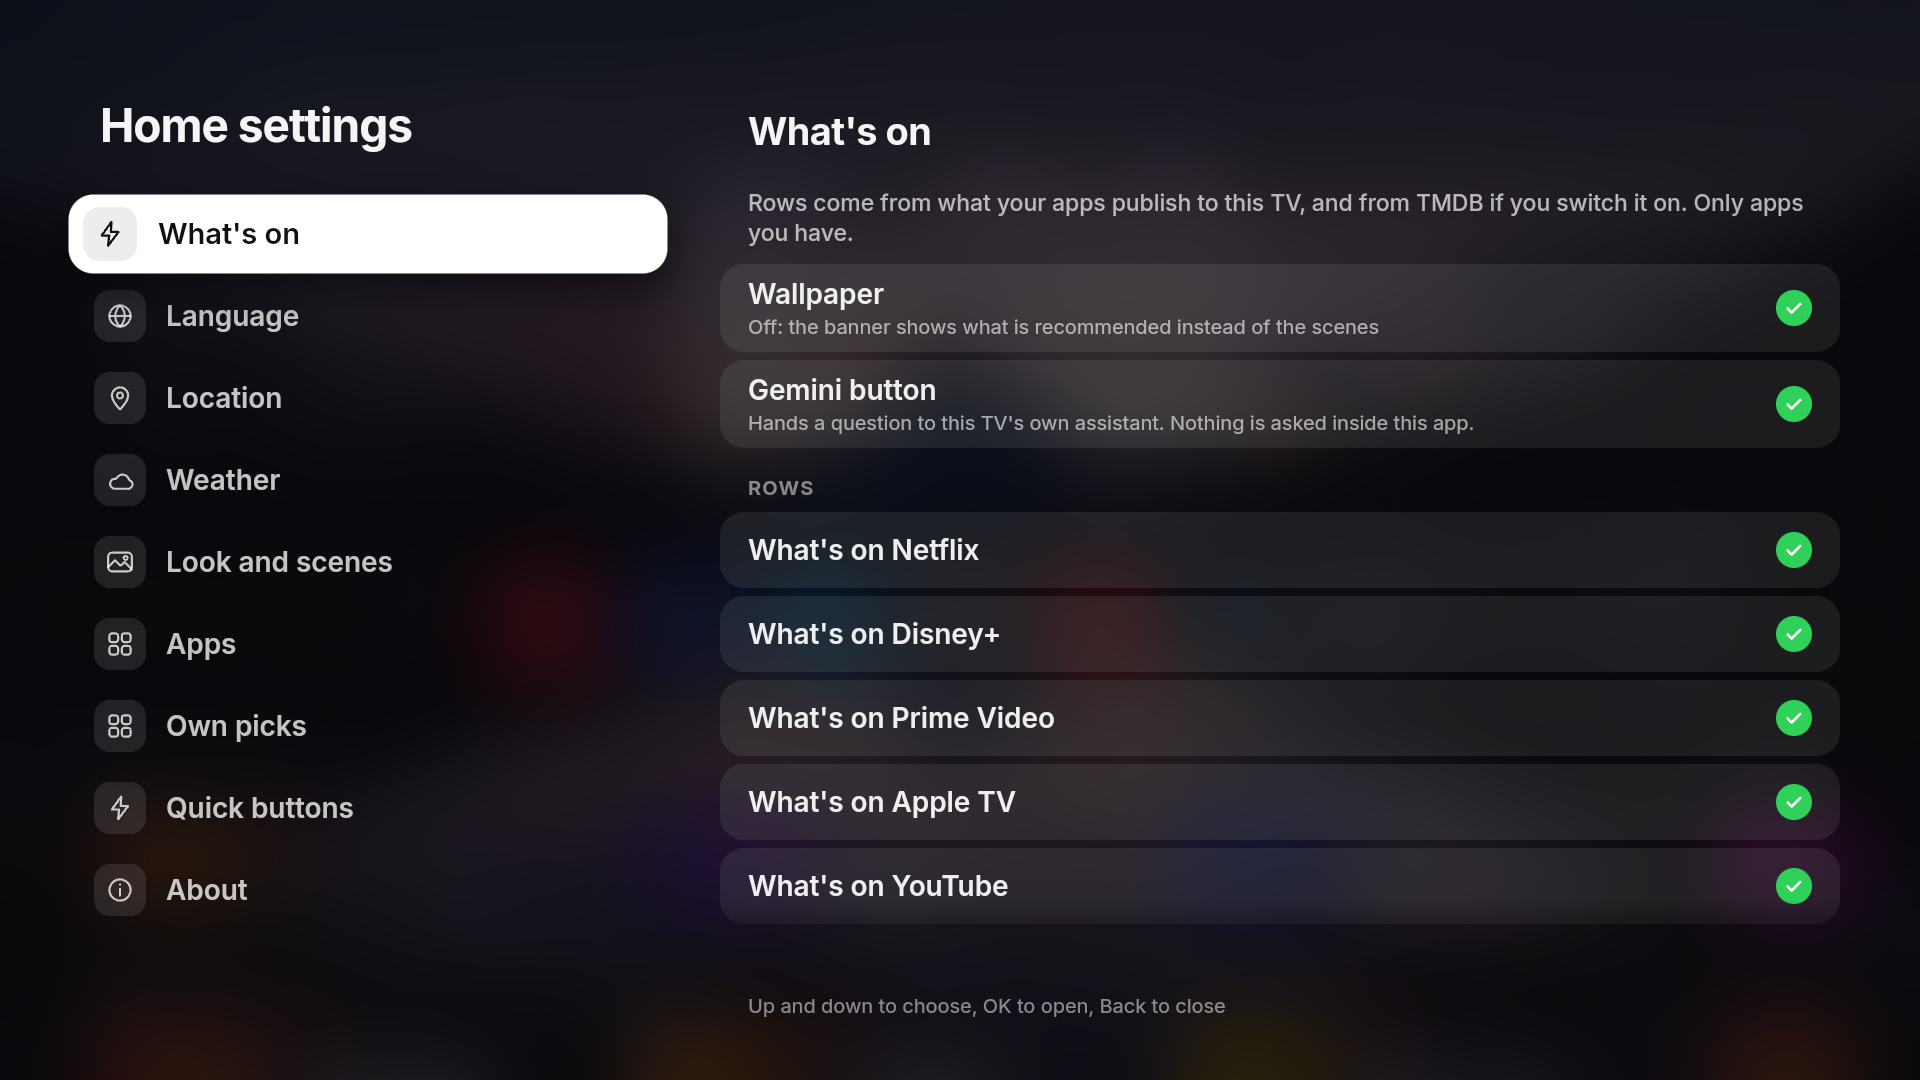 Home settings
What's on
Language
Location
Weather
Look and scenes
Apps
Own picks
Quick buttons
About
What's on
Rows come from what your apps publish to this TV, and from TMDB if you switch it on. Only apps
you have.
Wallpaper
Off: the banner shows what is recommended instead of the scenes
Gemini button
Hands a question to this TV's own assistant. Nothing is asked inside this app.
ROWS
What's on Netflix
What's on Disney+
What's on Prime Video
What's on Apple TV
What's on YouTube
Up and down to choose, OK to open, Back to close